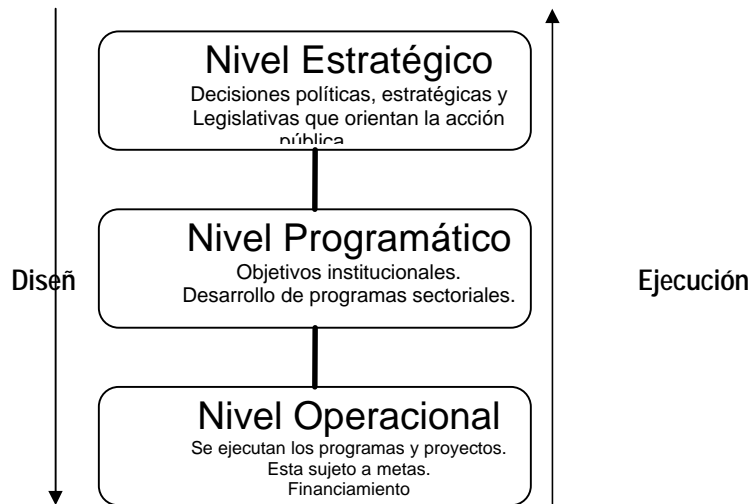 Nivel Estratégico
Decisiones políticas, estratégicas y
Legislativas que orientan la acción
pública
Nivel Programático
Objetivos institucionales.
Desarrollo de programas sectoriales.
Diseñ
Ejecución
Nivel Operacional
Se ejecutan los programas y proyectos.
Esta sujeto a metas.
Financiamiento